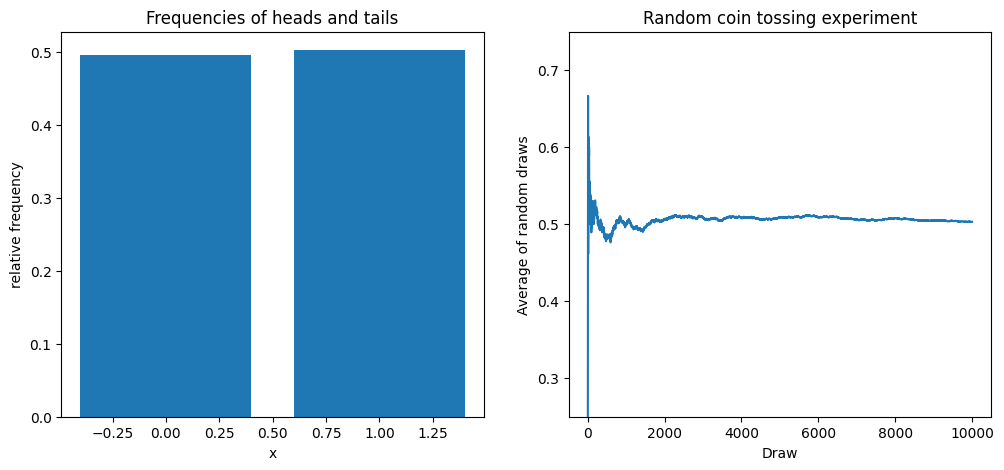 Frequencies of heads and tails
relative frequency
0.5
0.4
0.3
0.2
0.1
0.0
−0.25 0.00 0.25 0.50 0.75 1.00 1.25
x
Random coin tossing experiment
Average of random draws
0.7
0.6
0.5
0.4
0.3
0 2000 4000 6000 8000 10000
Draw